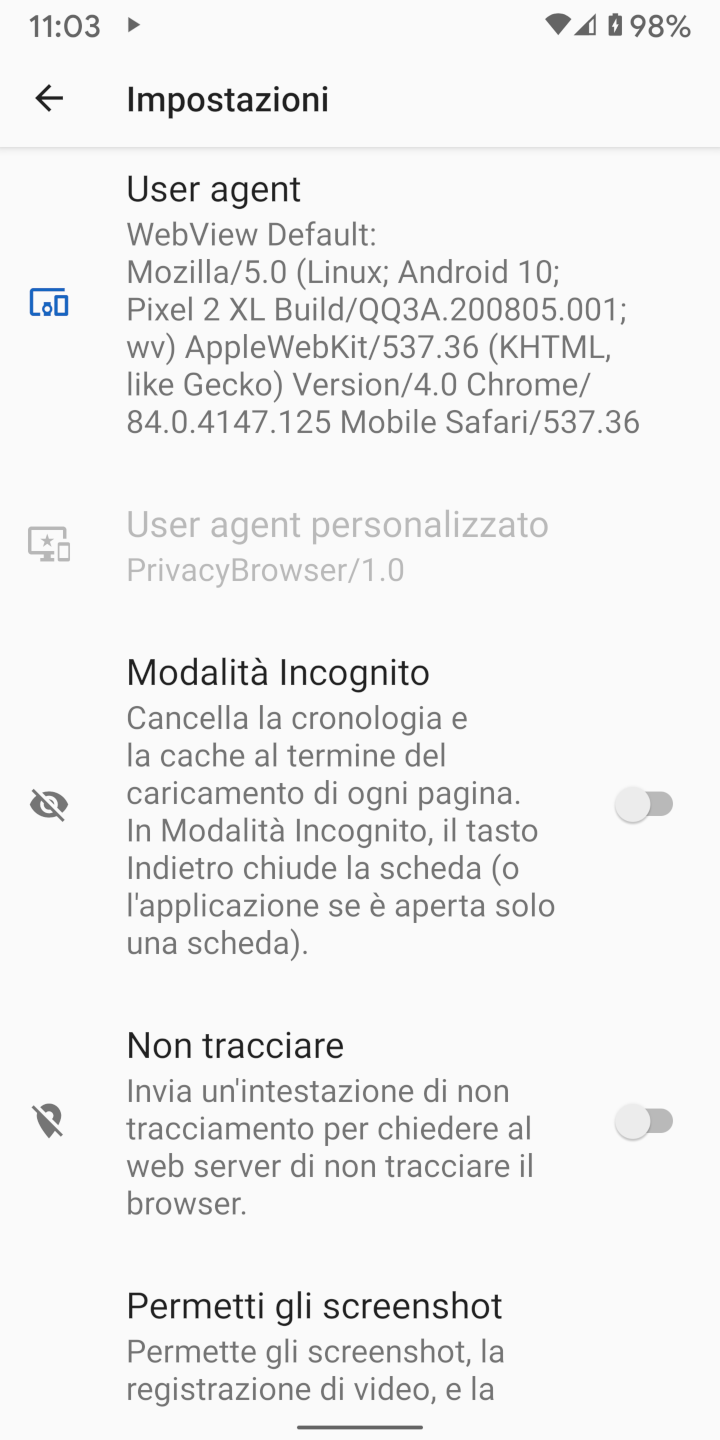 11:03
98%
Impostazioni
User agent
WebView Default:
Mozilla/5.0 (Linux; Android 10;
Pixel 2 XL Build/QQ3A.200805.001;
wv) AppleWebKit/537.36 (KHTML,
like Gecko) Version/4.0 Chrome/
84.0.4147.125 Mobile Safari/537.36
User agent personalizzato
PrivacyBrowser/1.0
Modalità Incognito
Cancella la cronologia e
la cache al termine del
caricamento di ogni pagina.
In Modalità Incognito, il tasto
Indietro chiude la scheda (o
l'applicazione se è aperta solo
una scheda).
Non tracciare
Invia un'intestazione di non
tracciamento per chiedere al
web server di non tracciare il
browser.
Permetti gli screenshot
Permette gli screenshot, la
registrazione di video, e la